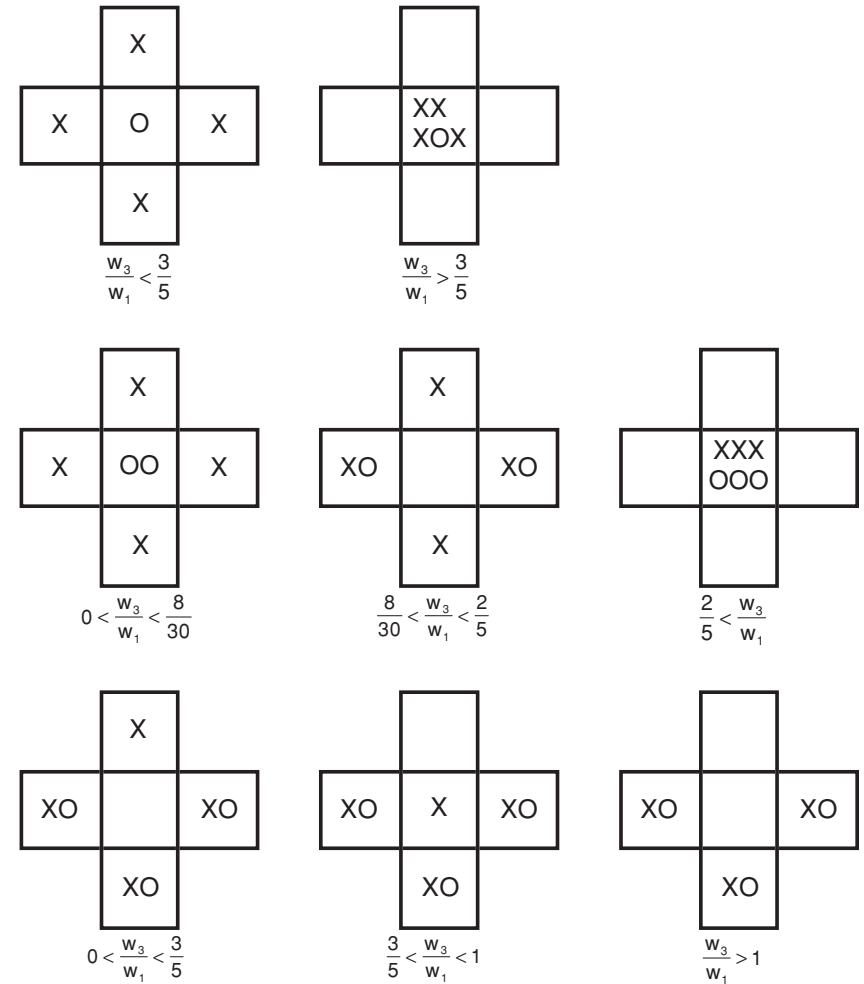 X
X O X
X
XX
XOX
w₃/w₁ < 3/5
w₃/w₁ > 3/5
X
X OO X
X
X
XO XO
X
XXX
OOO
0 < w₃/w₁ < 8/30
8/30 < w₃/w₁ < 2/5
2/5 < w₃/w₁
X
XO XO
XO
XO X XO
XO
XO XO
XO
0 < w₃/w₁ < 3/5
3/5 < w₃/w₁ < 1
w₃/w₁ > 1